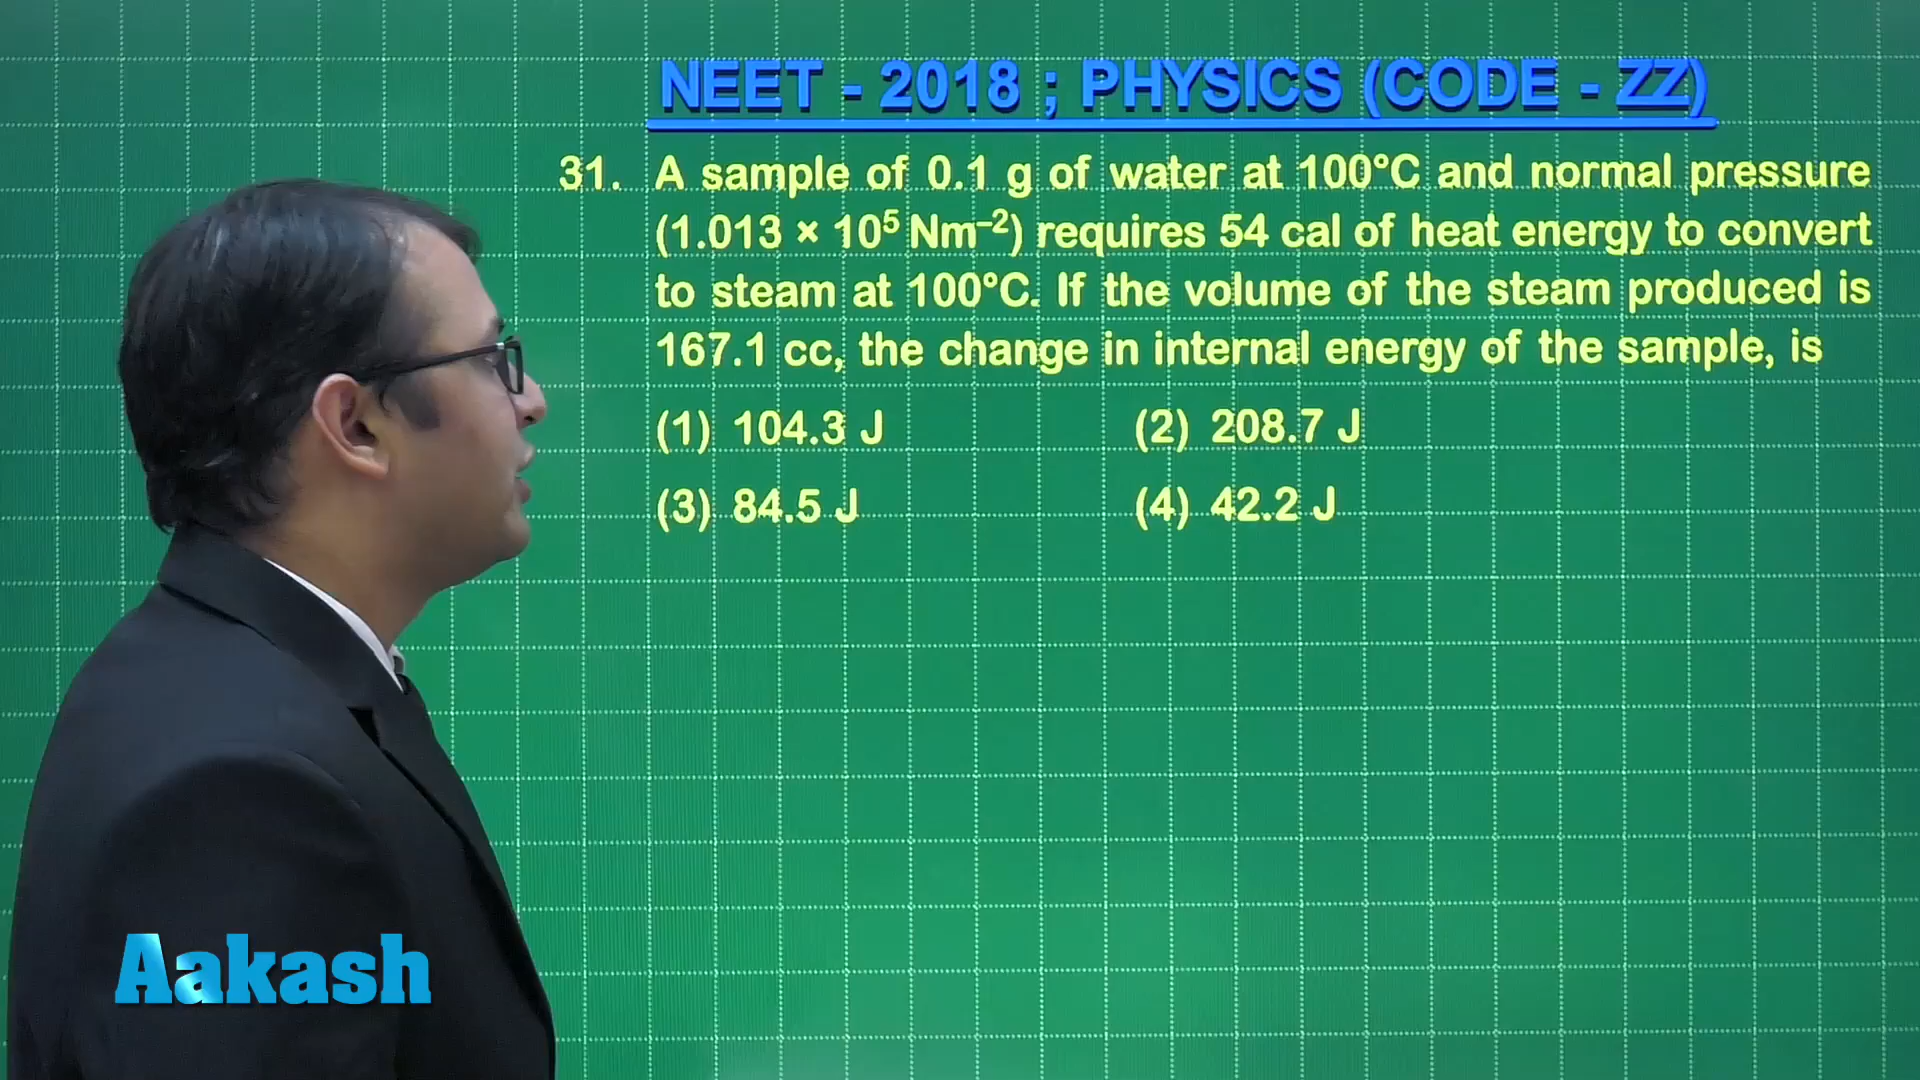 NEET - 2018 ; PHYSICS (CODE - ZZ)
31. A sample of 0.1 g of water at 100°C and normal pressure
(1.013 × 10⁵ Nm⁻²) requires 54 cal of heat energy to convert
to steam at 100°C. If the volume of the steam produced is
167.1 cc, the change in internal energy of the sample, is
(1) 104.3 J (2) 208.7 J
(3) 84.5 J (4) 42.2 J
Aakash